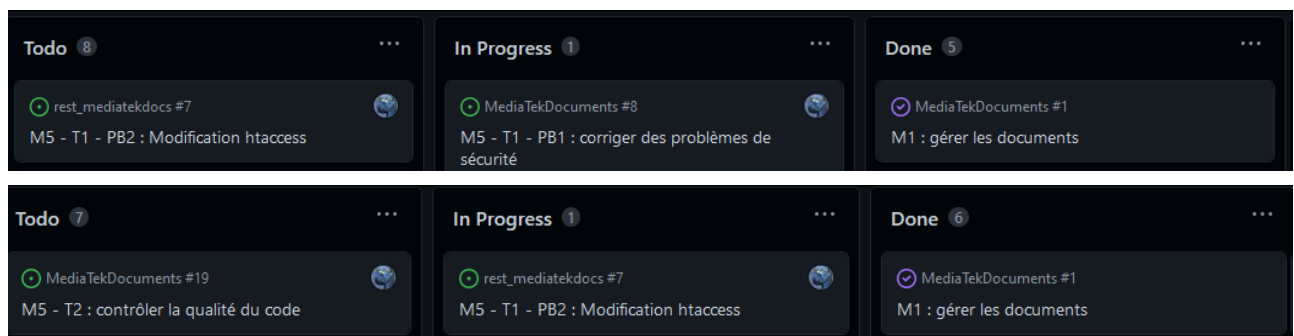 Todo 8 ...
In Progress 1 ...
Done 5 ...
rest_mediatekdocs #7
M5 - T1 - PB2 : Modification htaccess
MediaTekDocuments #8
M5 - T1 - PB1 : corriger des problèmes de
sécurité
MediaTekDocuments #1
M1 : gérer les documents
Todo 7 ...
In Progress 1 ...
Done 6 ...
MediaTekDocuments #19
M5 - T2 : contrôler la qualité du code
rest_mediatekdocs #7
M5 - T1 - PB2 : Modification htaccess
MediaTekDocuments #1
M1 : gérer les documents